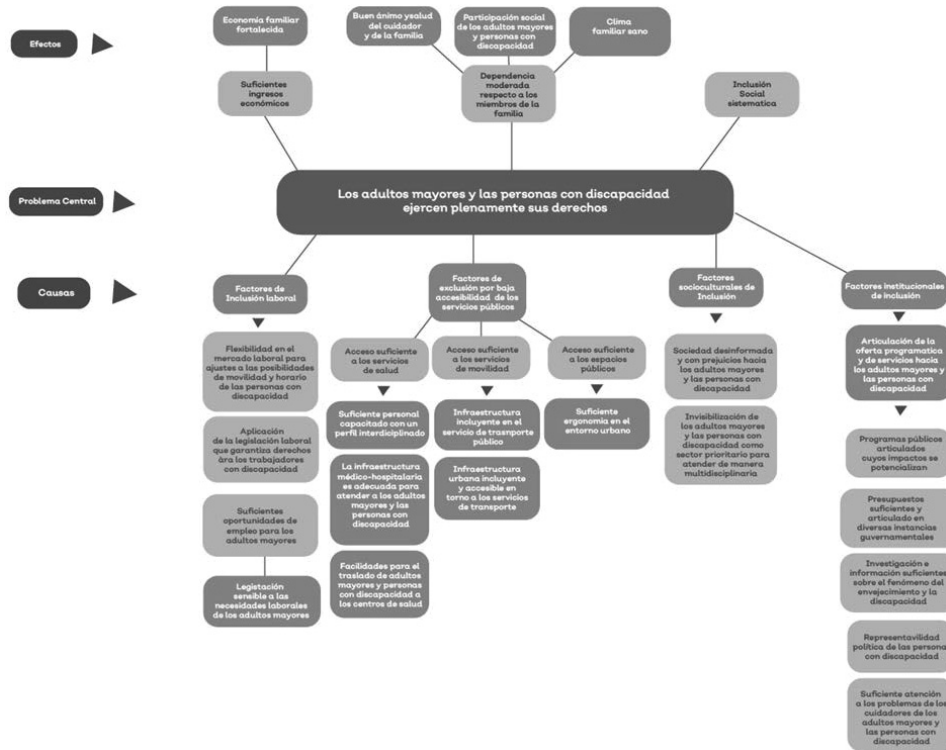 Efectos
Economía familiar
fortalecida
Buen ánimo ysalud
del cuidador
y de la familia
Participación social
de los adultos mayores
y personas con
discapacidad
Clima
familiar sano
Suficientes
ingresos
económicos
Dependencia
moderada
respecto a los
miembros de la
familia
Inclusión
Social
sistematica
Problema Central
Los adultos mayores y las personas con discapacidad
ejercen plenamente sus derechos
Causas
Factores de
Inclusión laboral
Flexibilidad en el
mercado laboral para
ajustes a las posibilidades
de movilidad y horario
de las personas con
discapacidad
Aplicación
de la legislación laboral
que garantiza derechos
àra los trabajadores
con discapacidad
Suficientes
oportunidades de
empleo para los
adultos mayores
Legistación
sensible a las
necesidades laborales
de los adultos mayores
Factores de
exclusión por baja
accesibilidad de los
servicios públicos
Acceso suficiente
a los servicios
de salud
Suficiente personal
capacitado con un
perfil interdiciplinado
La infraestructura
médico-hospitalaria
es adecuada para
atender a los adultos
mayores y las
personas con
discapacidad
Facilidades para el
traslado de adultos
mayores y personas
con discapacidad a
los centros de salud
Acceso suficiente
a los servicios
de movilidad
Infraestructura
incluyente en el
servicio de trasnporte
público
Infraestructura
urbana incluyente
y accesible en
torno a los servicios
de transporte
Acceso suficiente
a los espacios
públicos
Suficiente
ergonomia en el
entorno urbano
Factores
socioculturales de
Inclusión
Sociedad desinformada
y con prejuicios hacia
los adultos mayores
y las personas con
discapacidad
Invisibilización de
los adultos mayores
y las personas con
discapacidad como
sector prioritario para
atender de manera
multidisciplinaria
Factores institucionales
de inclusión
Articulación de la
oferta programatica
y de servicios hacia
los adultos mayores y
las personas con
discapacidad
Programas públicos
articulados
cuyos impactos se
potencializan
Presupuestos
suficientes y
articulado en
diversas instancias
guvernamentales
Investigación e
información suficientes
sobre el fenómeno del
envejecimiento y la
discapacidad
Representavilidad
política de las persona
con discapacidad
Suficiente atención
a los problemas de los
cuidadores de los
adultos mayores y
las personas con
discapacidad